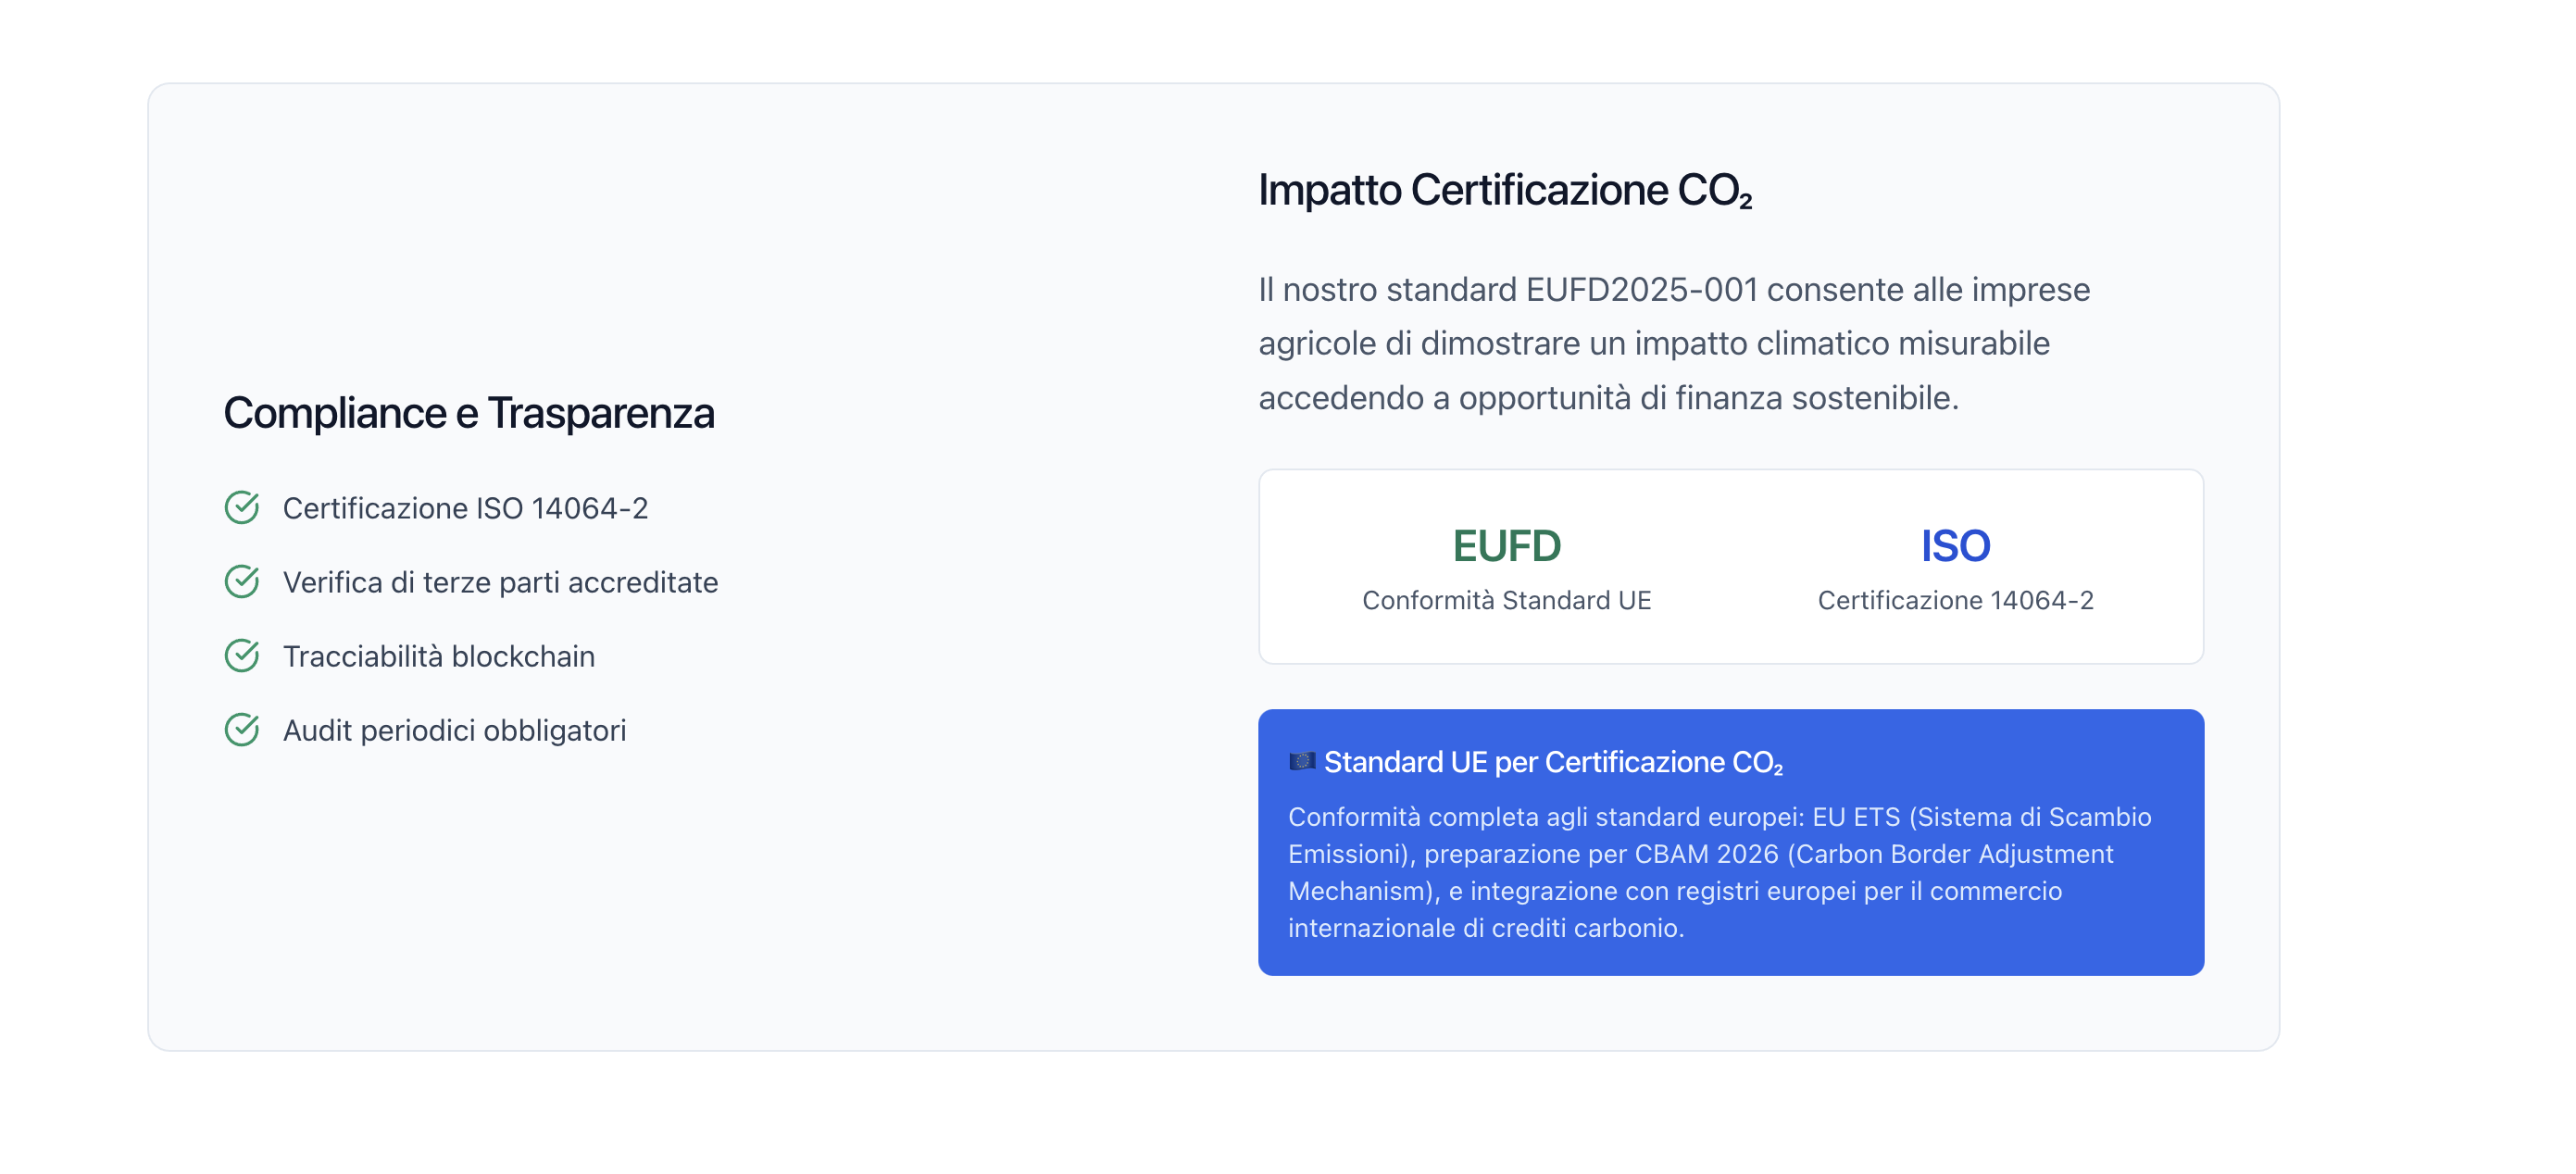 Compliance e Trasparenza
Certificazione ISO 14064-2
Verifica di terze parti accreditate
Tracciabilità blockchain
Audit periodici obbligatori
Impatto Certificazione CO₂
Il nostro standard EUFD2025-001 consente alle imprese
agricole di dimostrare un impatto climatico misurabile
accedendo a opportunità di finanza sostenibile.
EUFD
Conformità Standard UE
ISO
Certificazione 14064-2
🇪🇺 Standard UE per Certificazione CO₂
Conformità completa agli standard europei: EU ETS (Sistema di Scambio
Emissioni), preparazione per CBAM 2026 (Carbon Border Adjustment
Mechanism), e integrazione con registri europei per il commercio
internazionale di crediti carbonio.